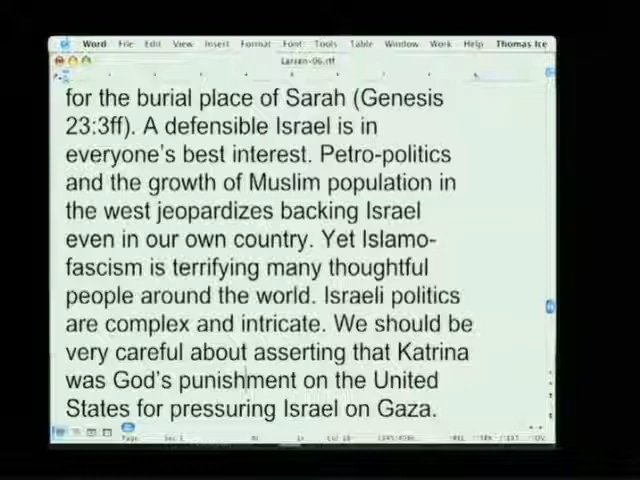 Word File Edit View Insert Format Font Tools Table Window Work Help Thomas Ice
Larsen-06.rtf
for the burial place of Sarah (Genesis
23:3ff). A defensible Israel is in
everyone's best interest. Petro-politics
and the growth of Muslim population in
the west jeopardizes backing Israel
even in our own country. Yet Islamo-
fascism is terrifying many thoughtful
people around the world. Israeli politics
are complex and intricate. We should be
very careful about asserting that Katrina
was God's punishment on the United
States for pressuring Israel on Gaza.
Page Sec